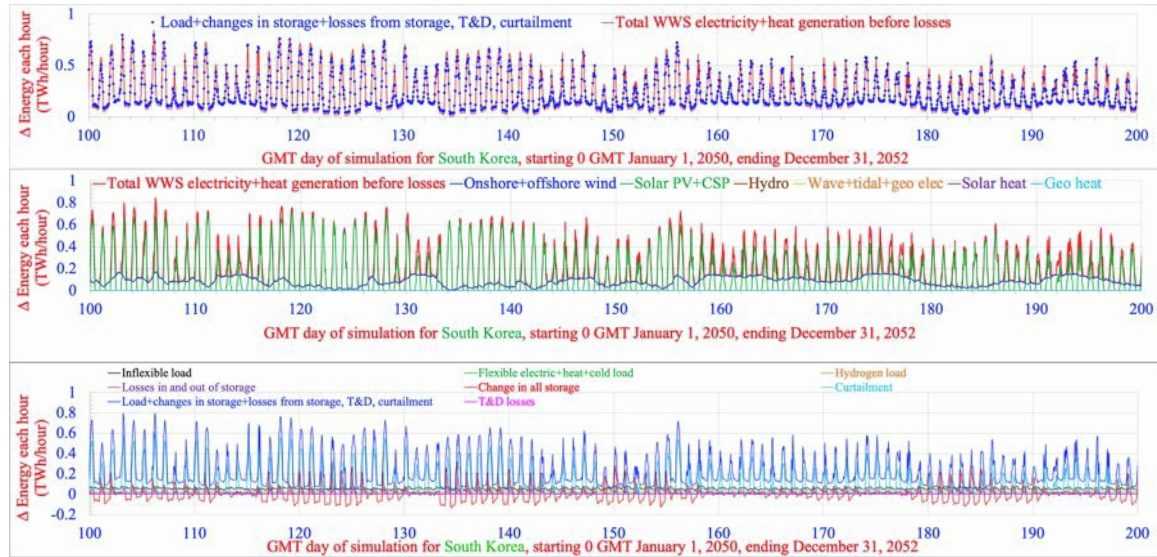 Load+changes in storage+losses from storage, T&D, curtailment Total WWS electricity+heat generation before losses
Δ Energy each hour
(TWh/hour)
1
0.5
0
100 110 120 130 140 150 160 170 180 190 200
GMT day of simulation for South Korea, starting 0 GMT January 1, 2050, ending December 31, 2052
Total WWS electricity+heat generation before losses Onshore+offshore wind Solar PV+CSP Hydro Wave+tidal+geo elec Solar heat Geo heat
Δ Energy each hour
(TWh/hour)
1
0.8
0.6
0.4
0.2
0
100 110 120 130 140 150 160 170 180 190 200
GMT day of simulation for South Korea, starting 0 GMT January 1, 2050, ending December 31, 2052
Inflexible load Flexible electric+heat+cold load Hydrogen load
Losses in and out of storage Change in all storage Curtailment
Load+changes in storage+losses from storage, T&D, curtailment T&D losses
Δ Energy each hour
(TWh/hour)
1
0.8
0.6
0.4
0.2
0
-0.2
100 110 120 130 140 150 160 170 180 190 200
GMT day of simulation for South Korea, starting 0 GMT January 1, 2050, ending December 31, 2052